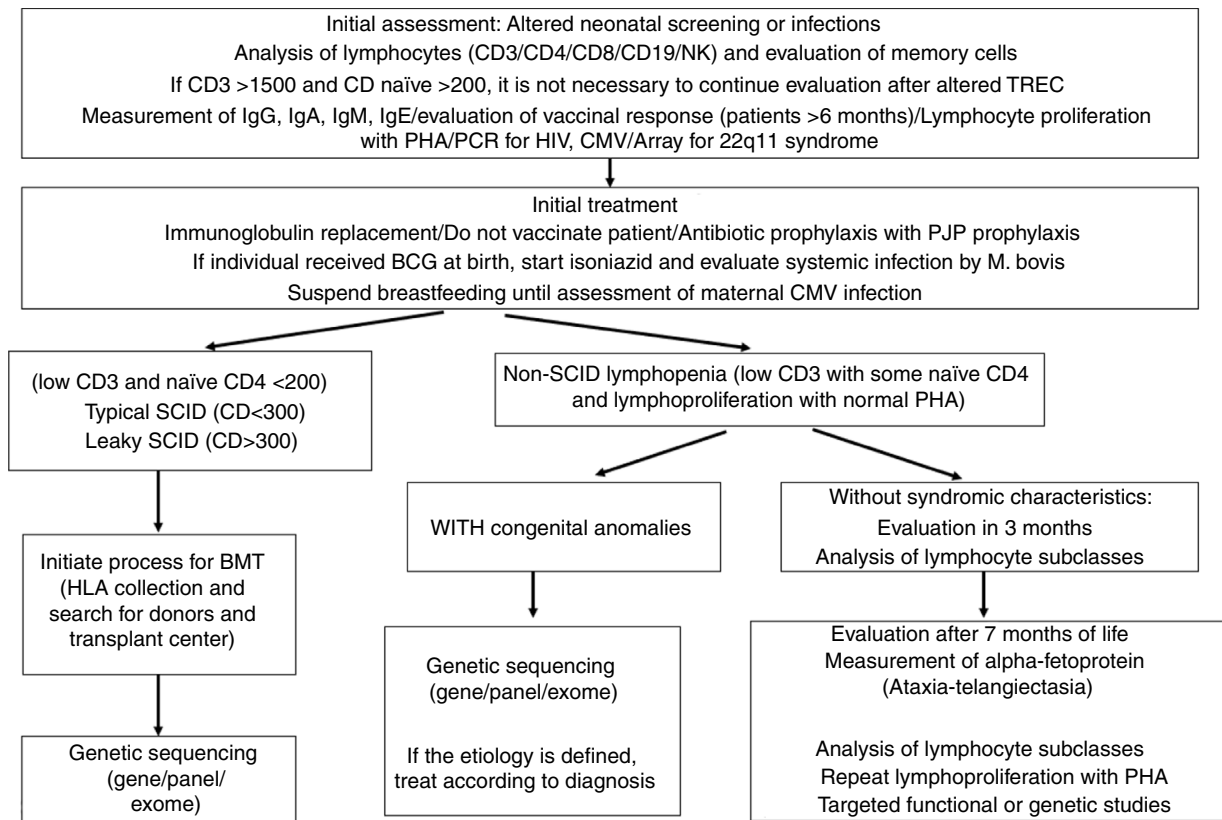 Initial assessment: Altered neonatal screening or infections
Analysis of lymphocytes (CD3/CD4/CD8/CD19/NK) and evaluation of memory cells
If CD3 >1500 and CD naïve >200, it is not necessary to continue evaluation after altered TREC
Measurement of IgG, IgA, IgM, IgE/evaluation of vaccinal response (patients >6 months)/Lymphocyte proliferation
with PHA/PCR for HIV, CMV/Array for 22q11 syndrome
Initial treatment
Immunoglobulin replacement/Do not vaccinate patient/Antibiotic prophylaxis with PJP prophylaxis
If individual received BCG at birth, start isoniazid and evaluate systemic infection by M. bovis
Suspend breastfeeding until assessment of maternal CMV infection
(low CD3 and naïve CD4 <200)
Typical SCID (CD<300)
Leaky SCID (CD>300)
Non-SCID lymphopenia (low CD3 with some naïve CD4
and lymphoproliferation with normal PHA)
Initiate process for BMT
(HLA collection and
search for donors and
transplant center)
WITH congenital anomalies
Without syndromic characteristics:
Evaluation in 3 months
Analysis of lymphocyte subclasses
Genetic sequencing
(gene/panel/
exome)
Genetic sequencing
(gene/panel/exome)
If the etiology is defined,
treat according to diagnosis
Evaluation after 7 months of life
Measurement of alpha-fetoprotein
(Ataxia-telangiectasia)
Analysis of lymphocyte subclasses
Repeat lymphoproliferation with PHA
Targeted functional or genetic studies